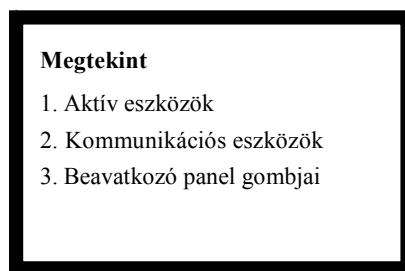 Megtekint
1. Aktív eszközök
2. Kommunikációs eszközök
3. Beavatkozó panel gombjai